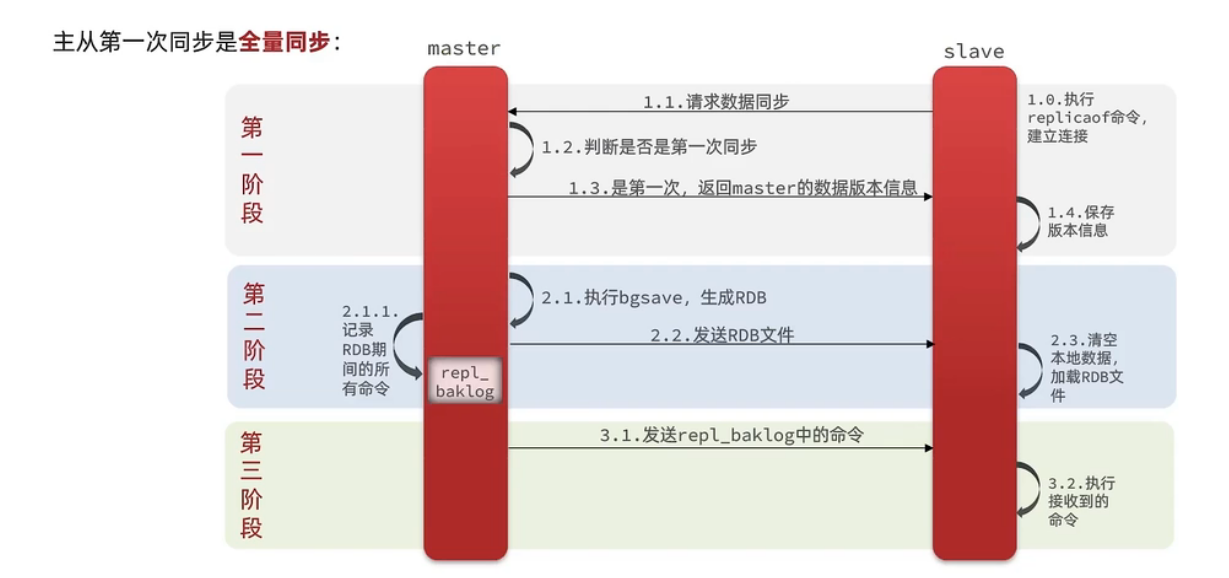 主从第一次同步是全量同步：
master
slave
第
一
阶
段
1.1.请求数据同步
1.0.执行
replicaof命令，
建立连接
1.2.判断是否是第一次同步
1.3.是第一次，返回master的数据版本信息
1.4.保存
版本信息
第
二
阶
段
2.1.执行bgsave，生成RDB
2.1.1.
记录
RDB期
间的所
有命令
repl_
baklog
2.2.发送RDB文件
2.3.清空
本地数据，
加载RDB文
件
第
三
阶
段
3.1.发送repl_baklog中的命令
3.2.执行
接收到的
命令